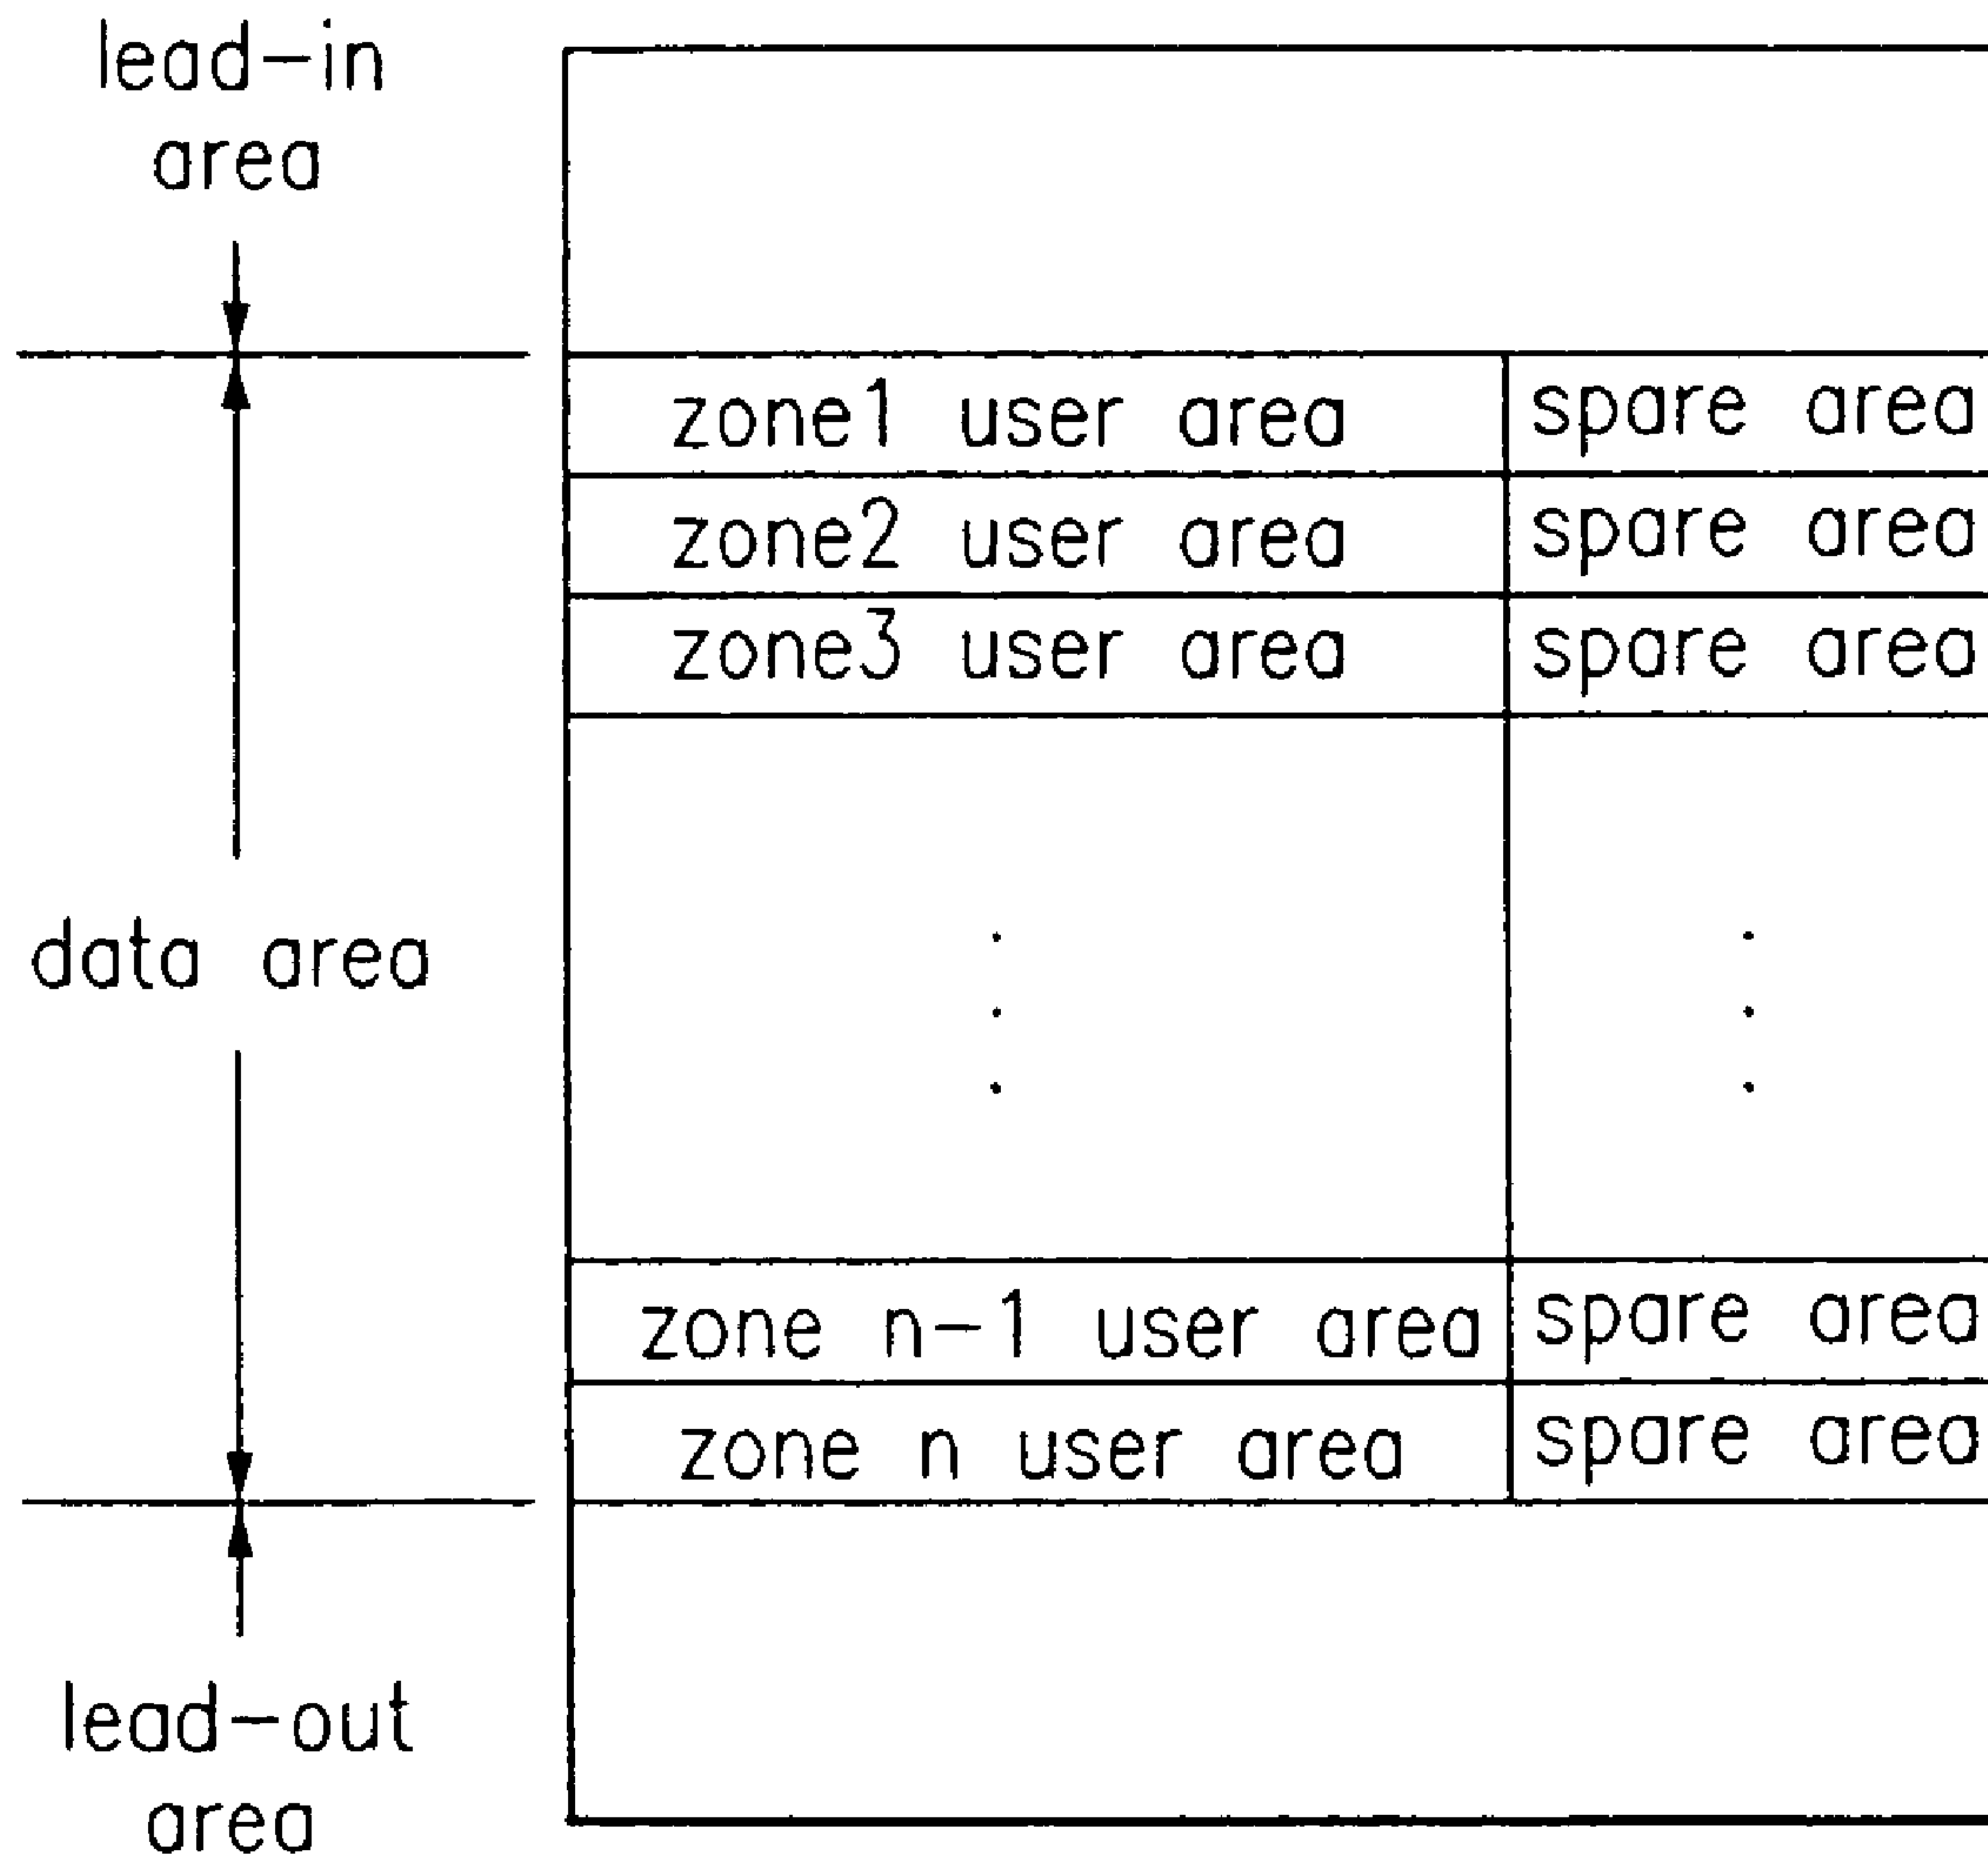 lead-in
area
zone1 user area spare area
zone2 user area spare area
zone3 user area spare area
data area
zone n-1 user area spare area
zone n user area spare area
lead-out
area